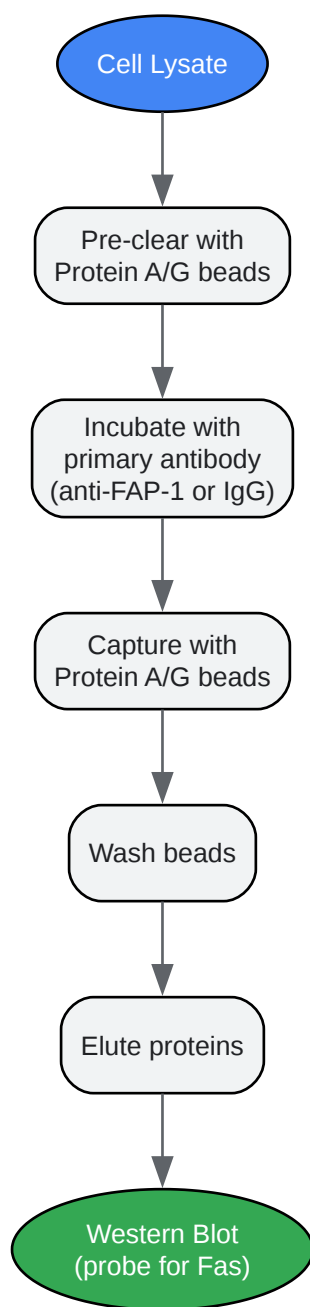 Cell Lysate
Pre-clear with
Protein A/G beads
Incubate with
primary antibody
(anti-FAP-1 or IgG)
Capture with
Protein A/G beads
Wash beads
Elute proteins
Western Blot
(probe for Fas)